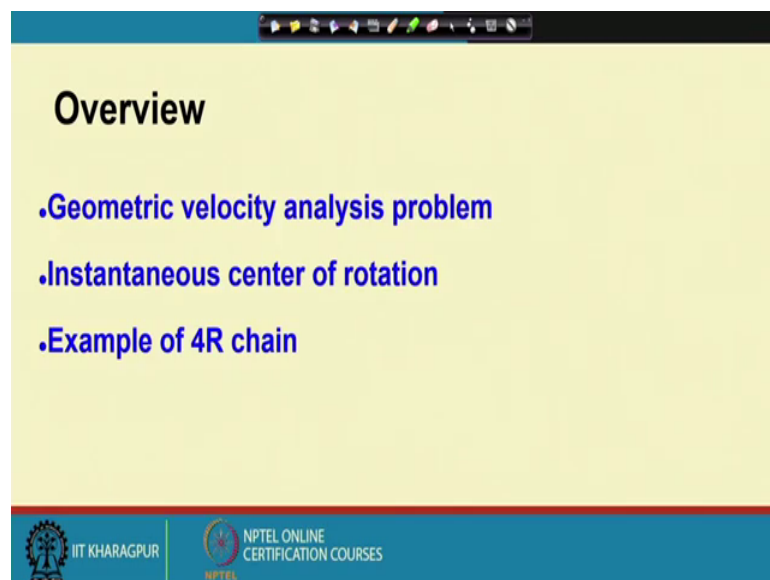 Overview
•Geometric velocity analysis problem
•Instantaneous center of rotation
•Example of 4R chain
IIT KHARAGPUR
NPTEL ONLINE
CERTIFICATION COURSES
NPTEL